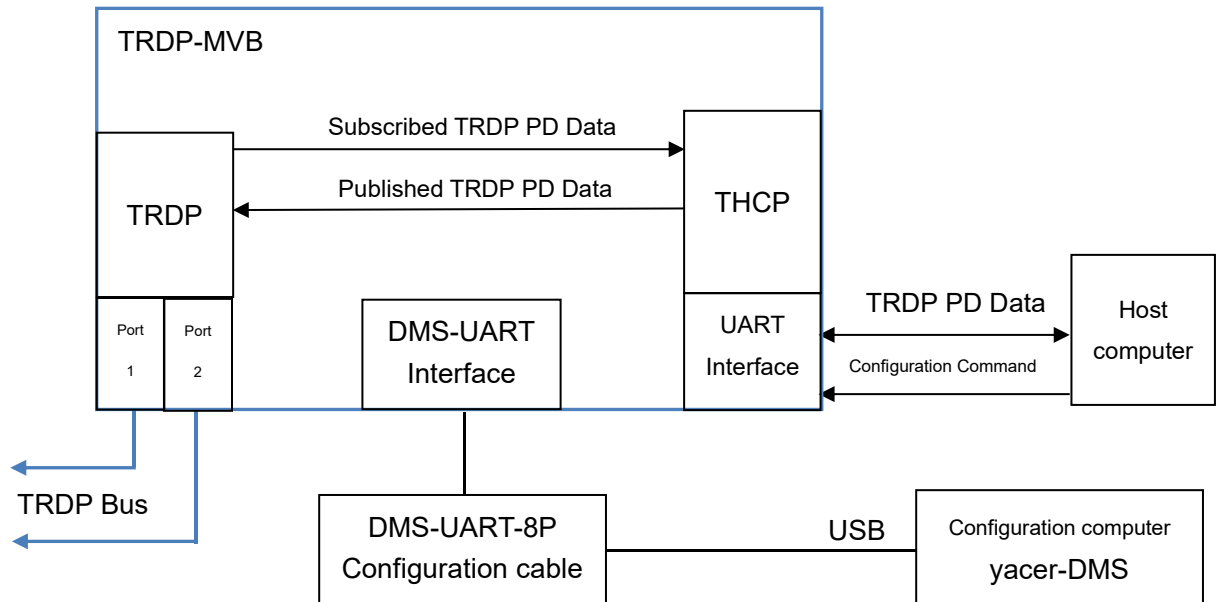 TRDP-MVB
Subscribed TRDP PD Data
Published TRDP PD Data
TRDP
THCP
Port
1
Port
2
DMS-UART
Interface
UART
Interface
TRDP PD Data
Configuration Command
Host
computer
TRDP Bus
DMS-UART-8P
Configuration cable
USB
Configuration computer
yacer-DMS